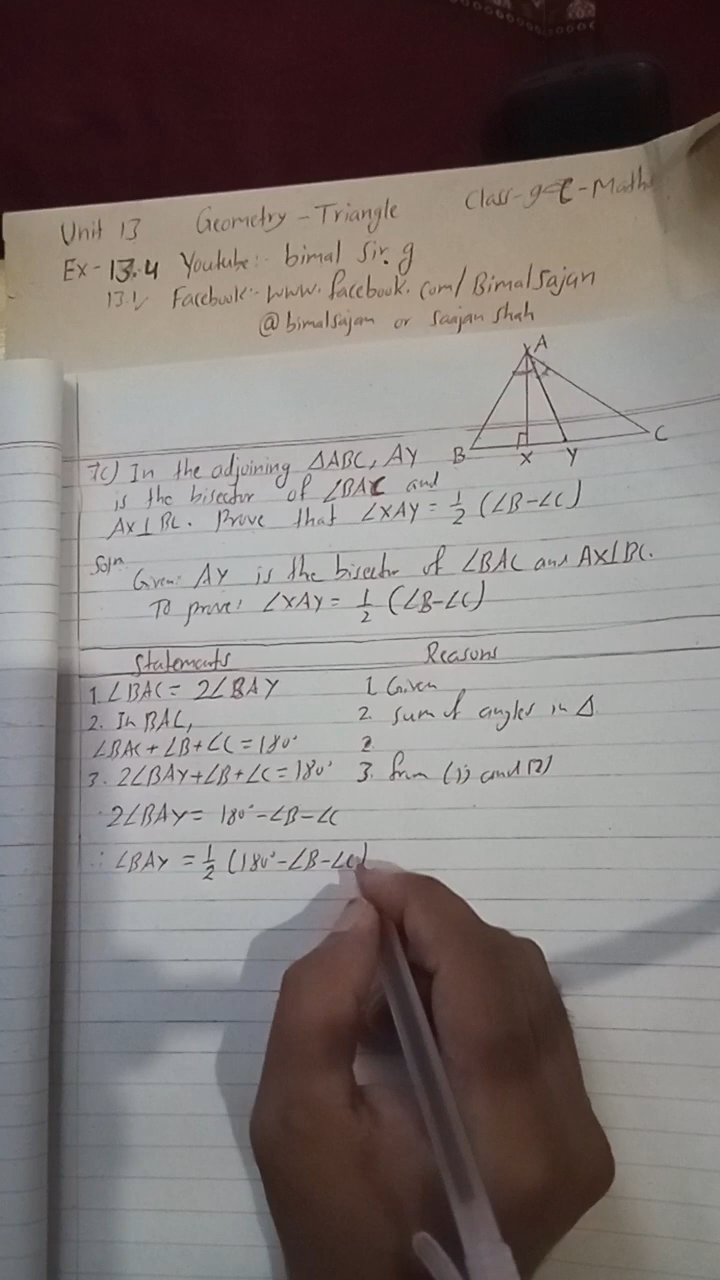 Unit 13 Geometry - Triangle Class-9 - Maths
Ex- 13.4 Youtube:- bimal sir.g
13.1 Facebook:- www.facebook.com/Bimalsajan
@bimalsajan or saajan shah
A
B X Y C
7c) In the adjoining ΔABC, AY
is the bisector of ∠BAC and
AX⊥BC. Prove that ∠XAY = 1/2 (∠B-∠C)
Soln
Given: AY is the bisector of ∠BAC and AX⊥BC.
To prove: ∠XAY = 1/2 (∠B-∠C)
Statements Reasons
1. ∠BAC = 2∠BAY 1. Given
2. In BAC, 2. Sum of angles in Δ
∠BAC+∠B+∠C = 180° 2
3. 2∠BAY+∠B+∠C = 180° 3. from (1) and (2)
2∠BAY = 180°-∠B-∠C
∴ ∠BAY = 1/2 (180°-∠B-∠C)